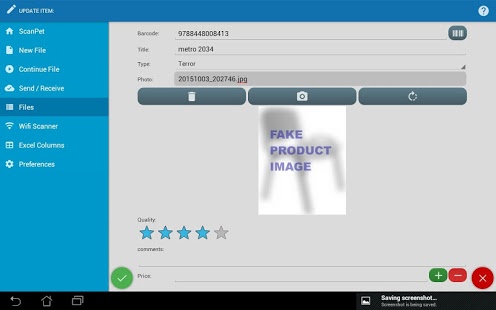 UPDATE ITEM:
ScanPet
New File
Continue File
Send / Receive
Files
Wifi Scanner
Excel Columns
Preferences
Barcode: 9788448008413
Title: metro 2034
Type: Terror
Photo: 20151003_202746.jpg
FAKE
PRODUCT
IMAGE
Quality:
comments:
Price:
Saving screenshot...
Screenshot is being saved.